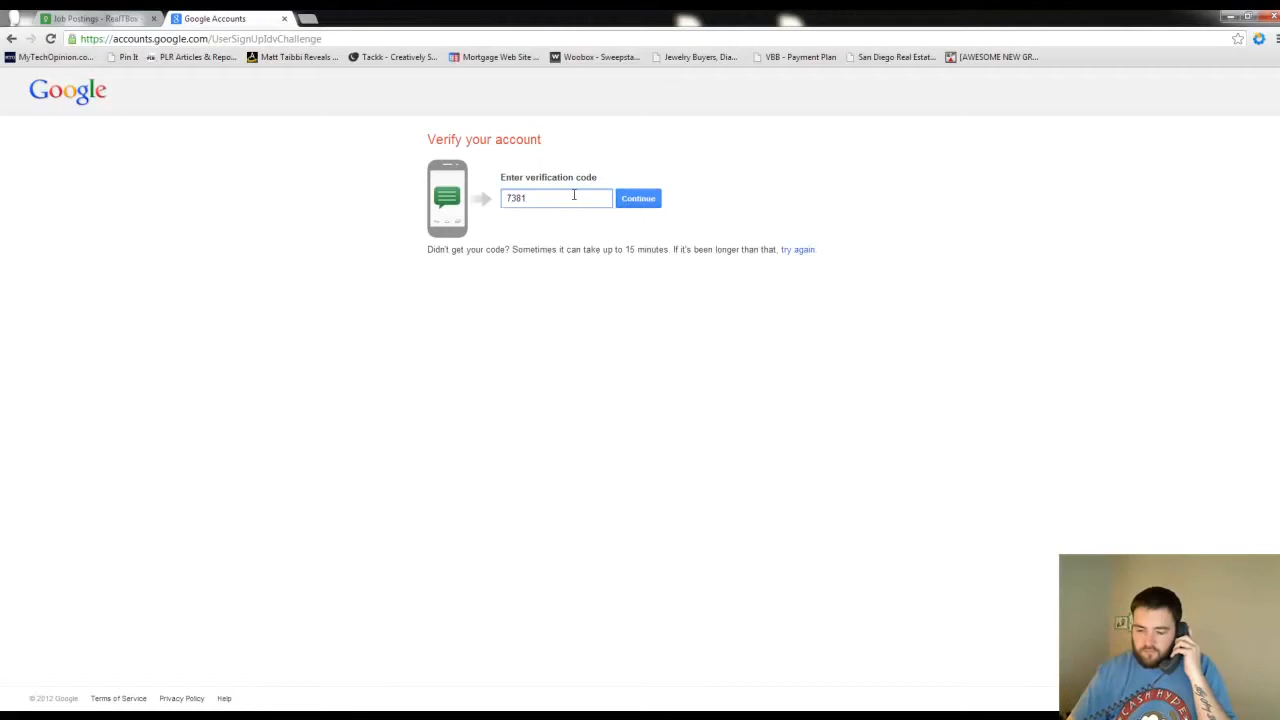 Job Postings - RealTBox
Google Accounts
https://accounts.google.com/UserSignUpIdvChallenge
MyTechOpinion.co... Pin It PLR Articles & Repo... Matt Taibbi Reveals ... Tackk - Creatively S... Mortgage Web Site ... Woobox - Sweepsta... Jewelry Buyers, Dia... VBB - Payment Plan San Diego Real Estat... [AWESOME NEW GR...
Google
Verify your account
Enter verification code
7381
Continue
Didn't get your code? Sometimes it can take up to 15 minutes. If it's been longer than that, try again.
CASH HYDE
© 2012 Google Terms of Service Privacy Policy Help